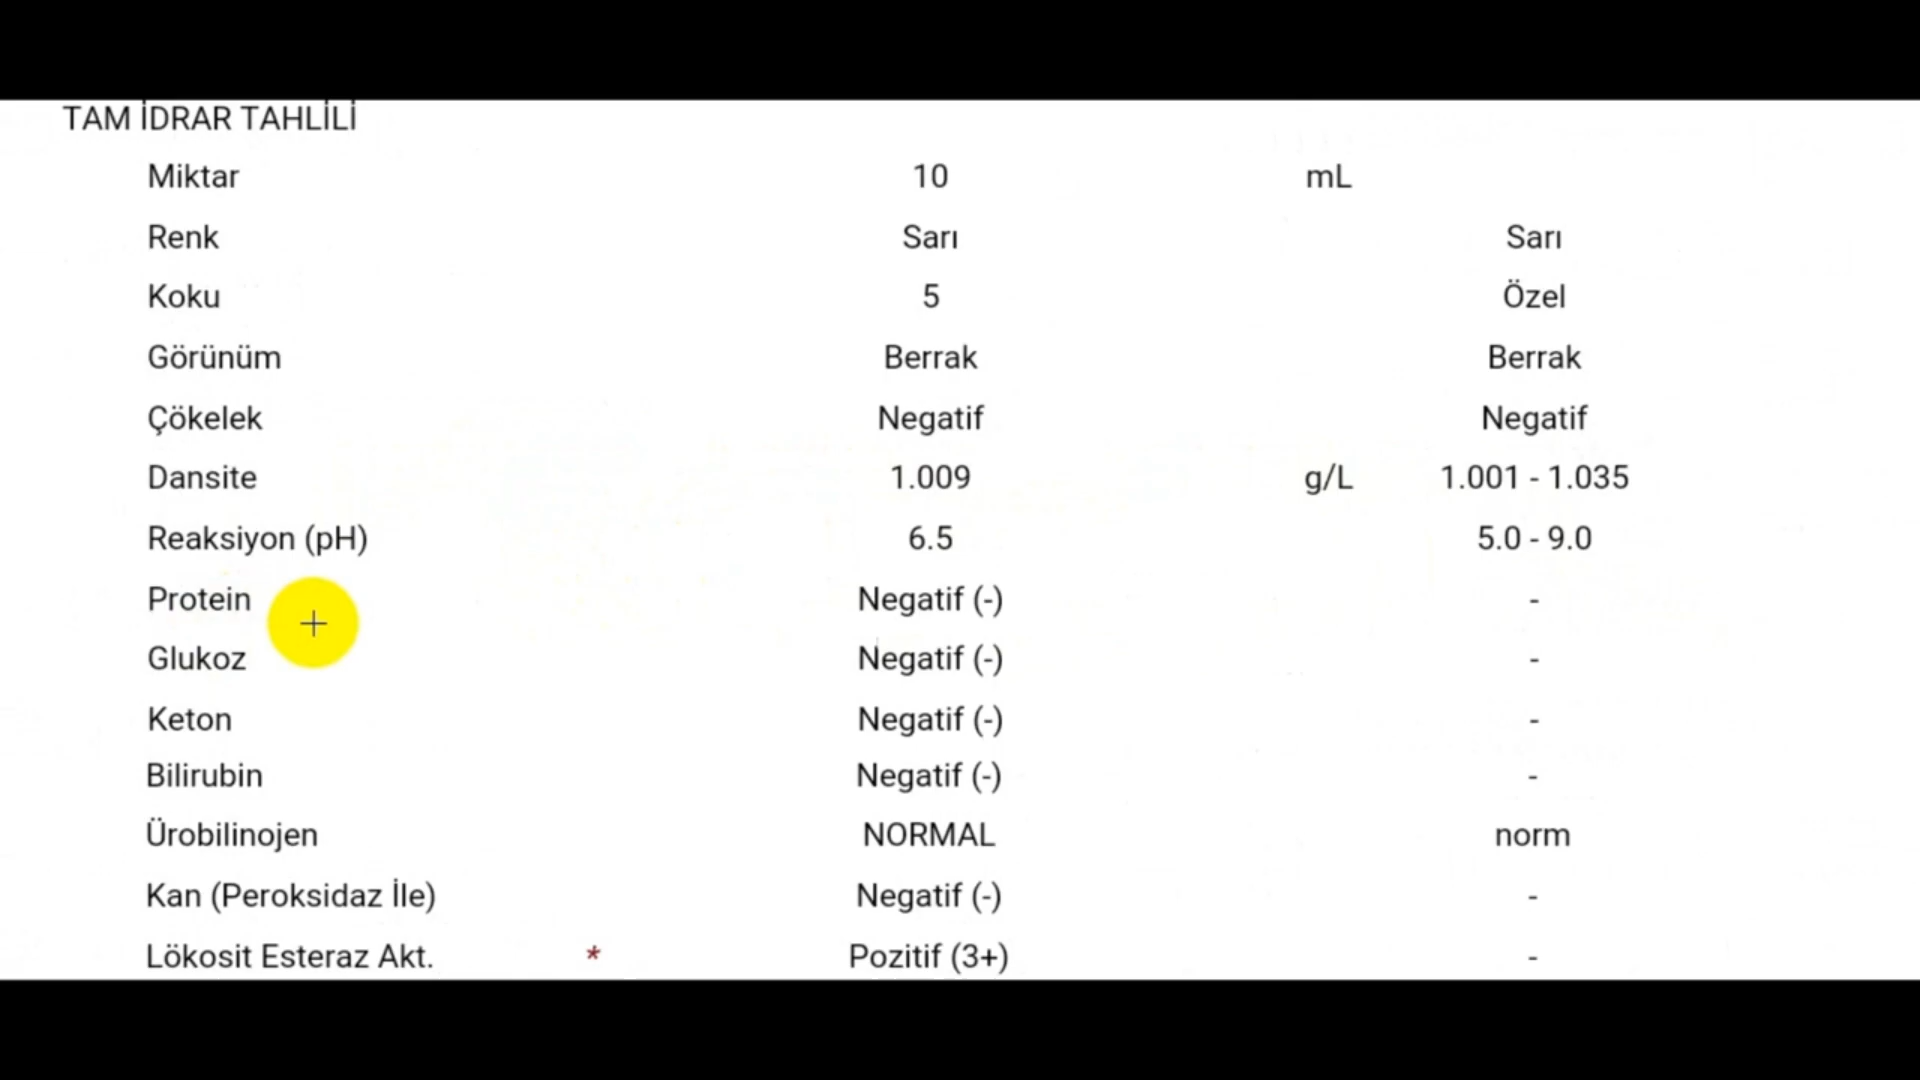 TAM İDRAR TAHLİLİ
Miktar 10 mL
Renk Sarı Sarı
Koku 5 Özel
Görünüm Berrak Berrak
Çökelek Negatif Negatif
Dansite 1.009 g/L 1.001 - 1.035
Reaksiyon (pH) 6.5 5.0 - 9.0
Protein Negatif (-) -
Glukoz Negatif (-) -
Keton Negatif (-) -
Bilirubin Negatif (-) -
Ürobilinojen NORMAL norm
Kan (Peroksidaz İle) Negatif (-) -
Lökosit Esteraz Akt. * Pozitif (3+) -